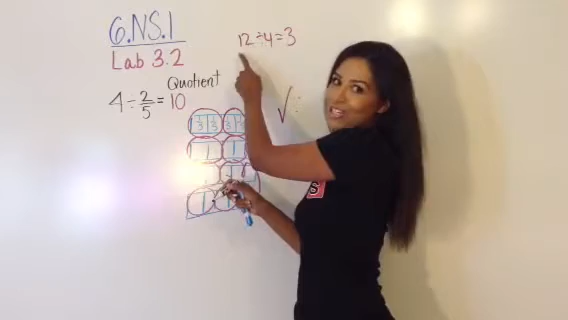 6.NS.1
Lab 3.2
12 ÷ 4 = 3
Quotient
4 ÷ 2/5 = 10